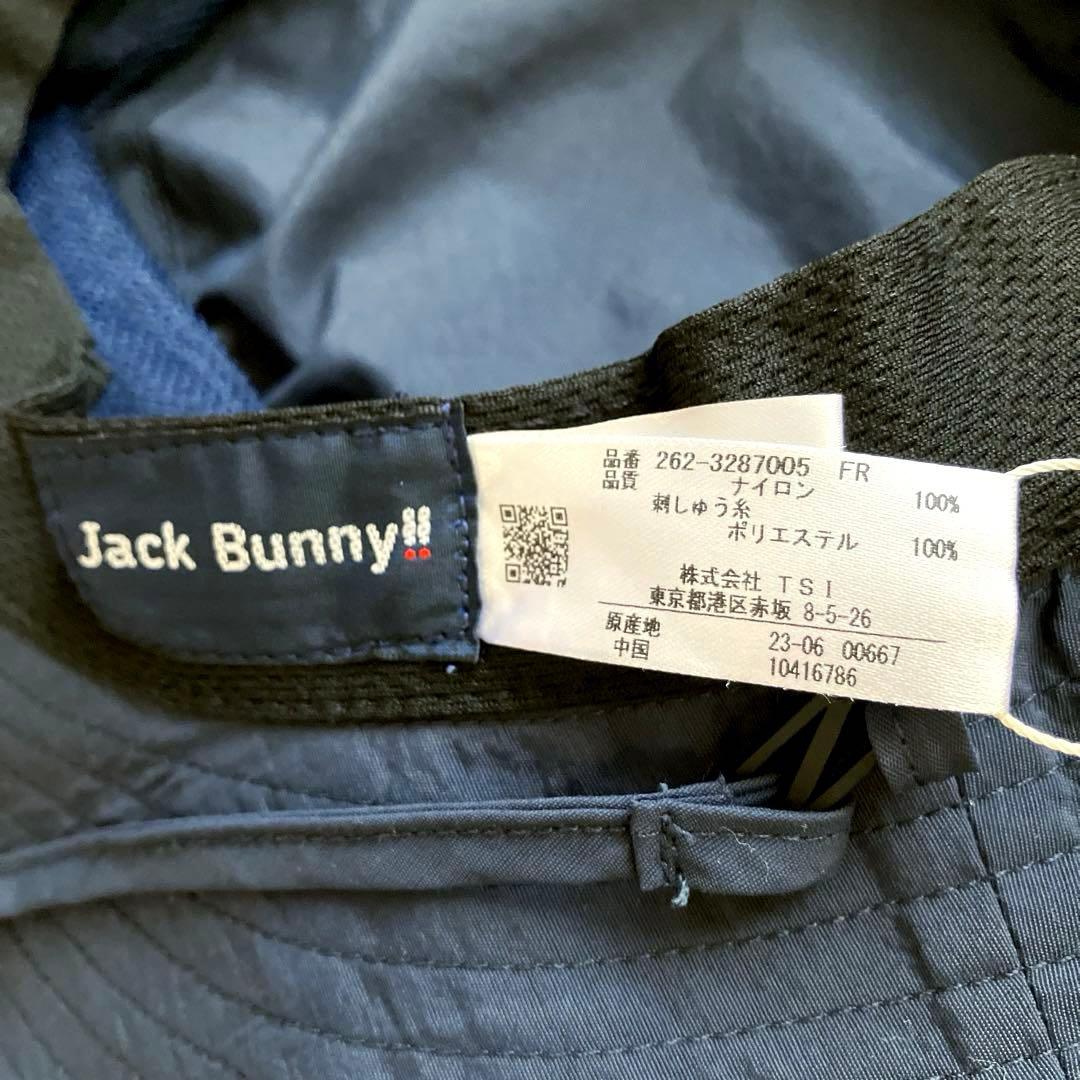 Jack Bunny!!
品番 262-3287005 FR
品質 ナイロン 100%
刺しゅう糸
ポリエステル 100%
株式会社 TSI
東京都港区赤坂 8-5-26
原産地 23-06 00667
中国 10416786